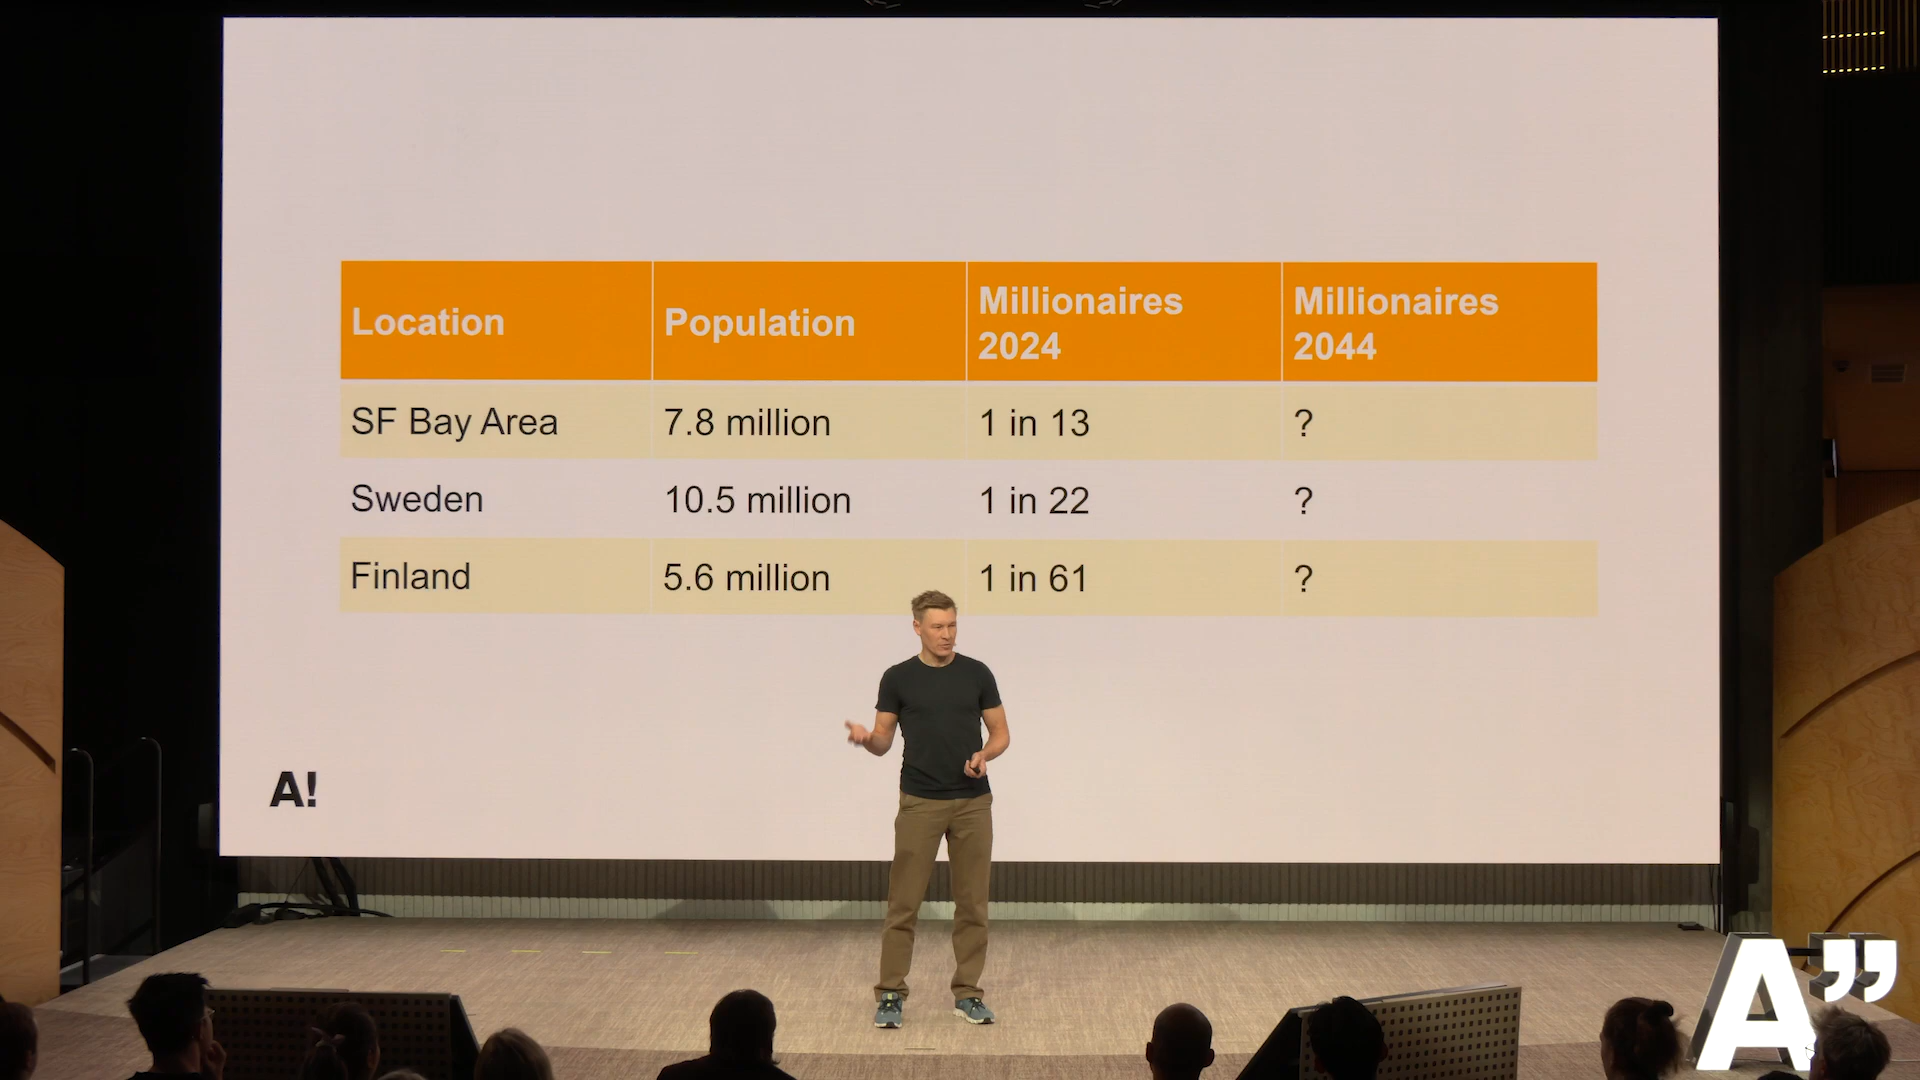 Location Population Millionaires 2024 Millionaires 2044
SF Bay Area 7.8 million 1 in 13 ?
Sweden 10.5 million 1 in 22 ?
Finland 5.6 million 1 in 61 ?
A!
A”